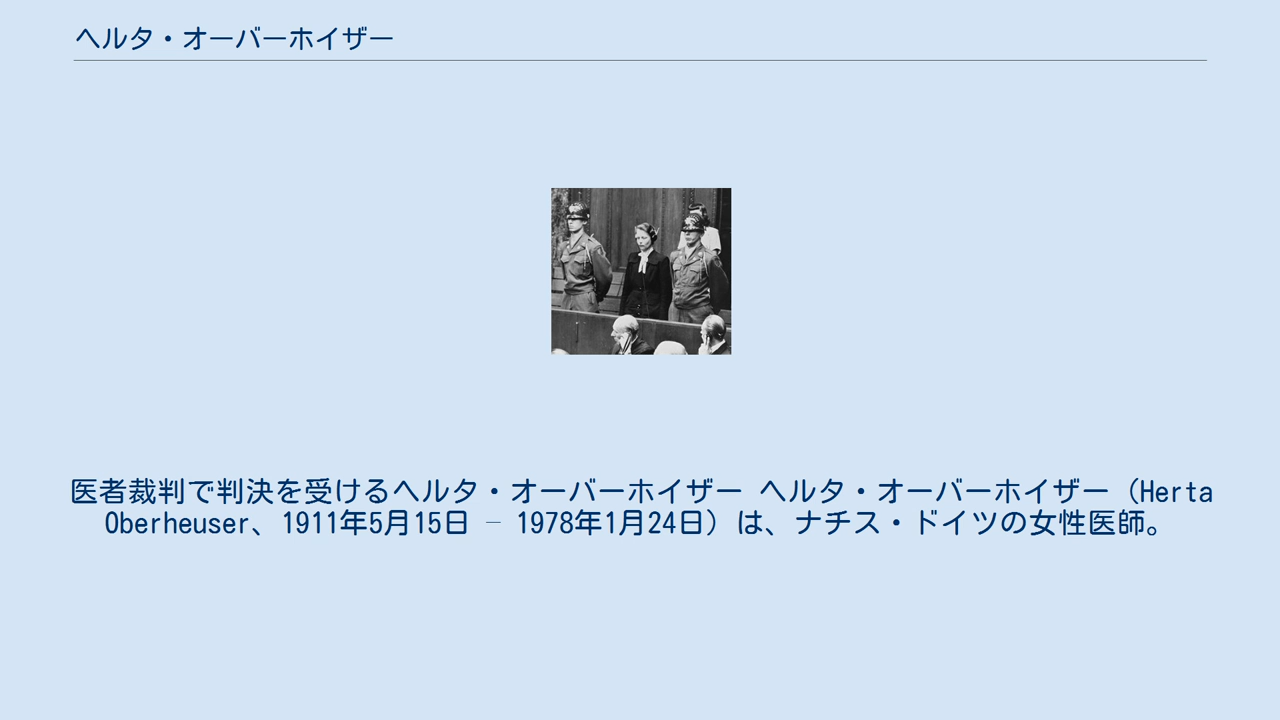 ヘルタ・オーバーホイザー
医者裁判で判決を受けるヘルタ・オーバーホイザー ヘルタ・オーバーホイザー（Herta
Oberheuser、1911年5月15日 – 1978年1月24日）は、ナチス・ドイツの女性医師。